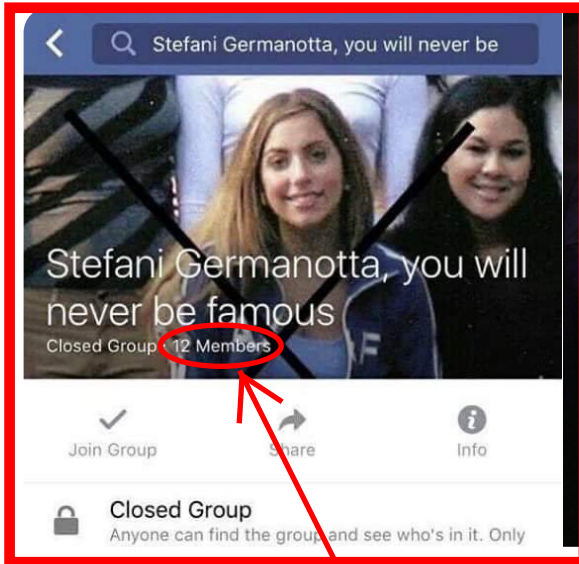 Stefani Germanotta, you will never be
Stefani Germanotta, you will
never be famous
Closed Group · 12 Members
Join Group
Share
Info
Closed Group
Anyone can find the group and see who's in it. Only